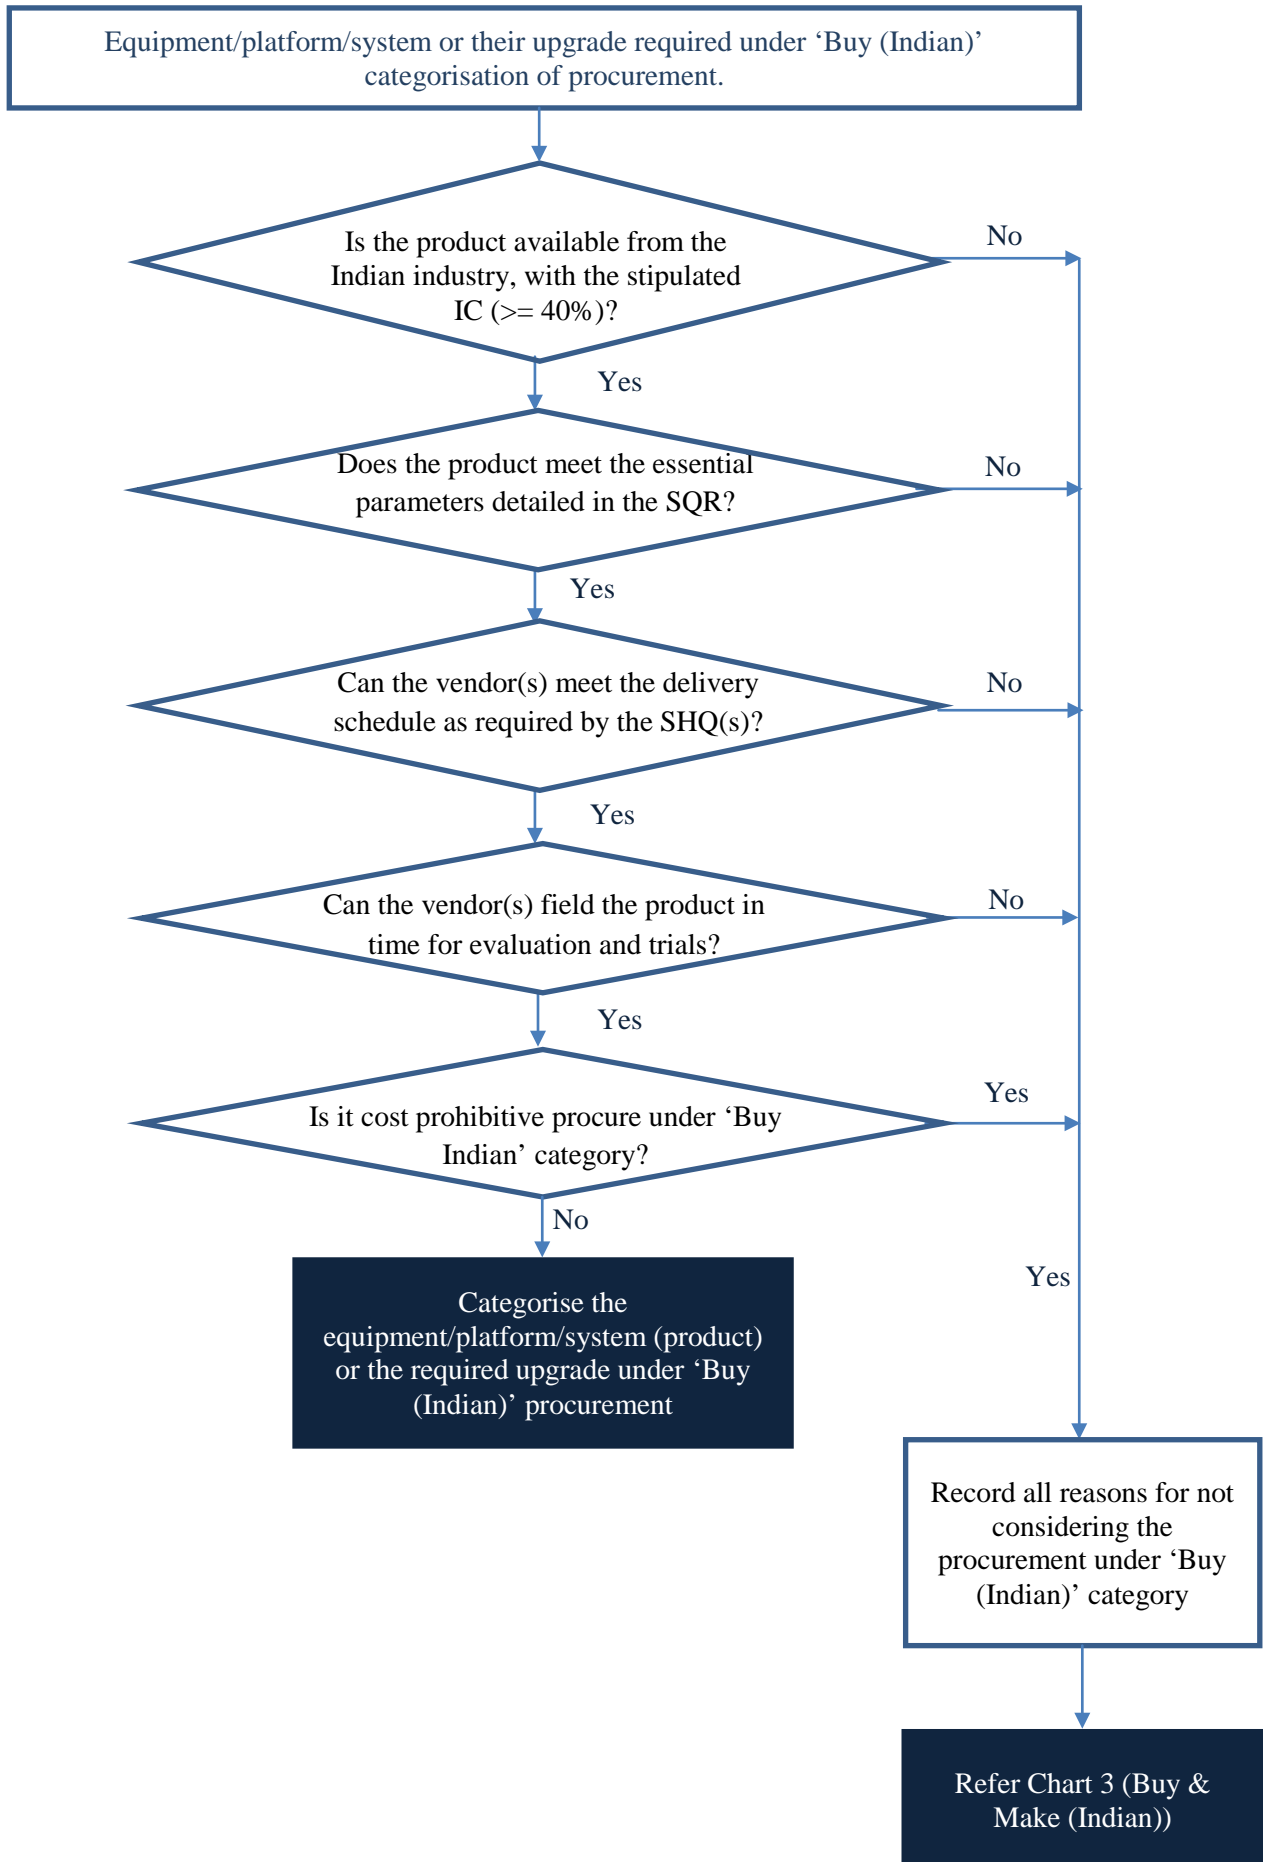 Equipment/platform/system or their upgrade required under ‘Buy (Indian)’
categorisation of procurement.
Is the product available from the
Indian industry, with the stipulated
IC (>= 40%)?
No
Yes
Does the product meet the essential
parameters detailed in the SQR?
No
Yes
Can the vendor(s) meet the delivery
schedule as required by the SHQ(s)?
No
Yes
Can the vendor(s) field the product in
time for evaluation and trials?
No
Yes
Is it cost prohibitive procure under ‘Buy
Indian’ category?
Yes
No
Categorise the
equipment/platform/system (product)
or the required upgrade under ‘Buy
(Indian)’ procurement
Yes
Record all reasons for not
considering the
procurement under ‘Buy
(Indian)’ category
Refer Chart 3 (Buy &
Make (Indian))